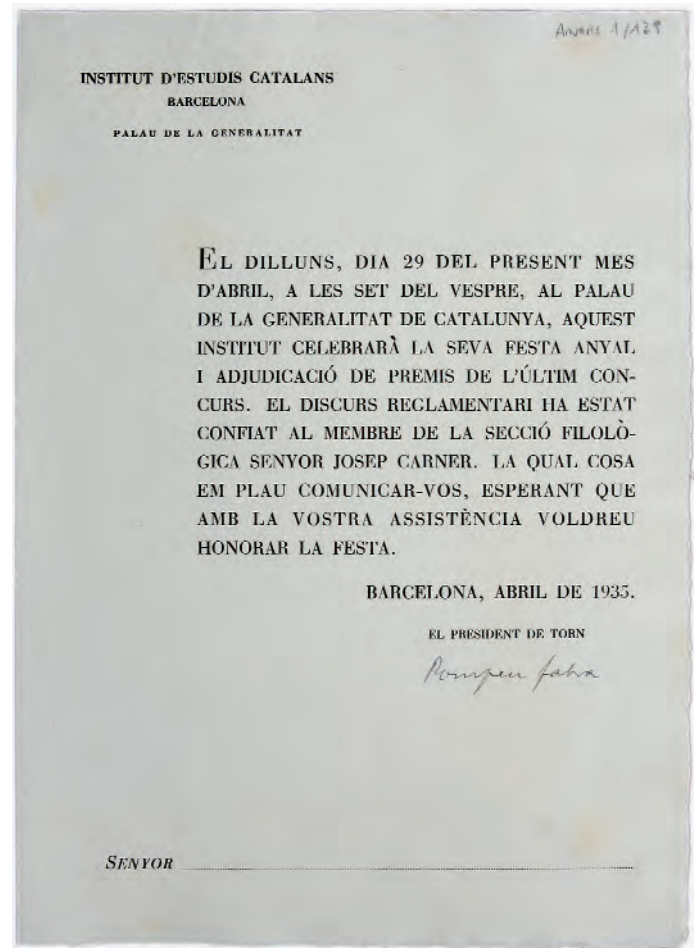 1/129
INSTITUT D'ESTUDIS CATALANS
BARCELONA
PALAU DE LA GENERALITAT
EL DILLUNS, DIA 29 DEL PRESENT MES
D'ABRIL, A LES SET DEL VESPRE, AL PALAU
DE LA GENERALITAT DE CATALUNYA, AQUEST
INSTITUT CELEBRARÀ LA SEVA FESTA ANYAL
I ADJUDICACIÓ DE PREMIS DE L'ÚLTIM CON-
CURS. EL DISCURS REGLAMENTARI HA ESTAT
CONFIAT AL MEMBRE DE LA SECCIÓ FILOLÒ-
GICA SENYOR JOSEP CARNER. LA QUAL COSA
EM PLAU COMUNICAR-VOS, ESPERANT QUE
AMB LA VOSTRA ASSISTÈNCIA VOLDREU
HONORAR LA FESTA.
BARCELONA, ABRIL DE 1935.
EL PRESIDENT DE TORN
Pompeu Fabra
SENYOR